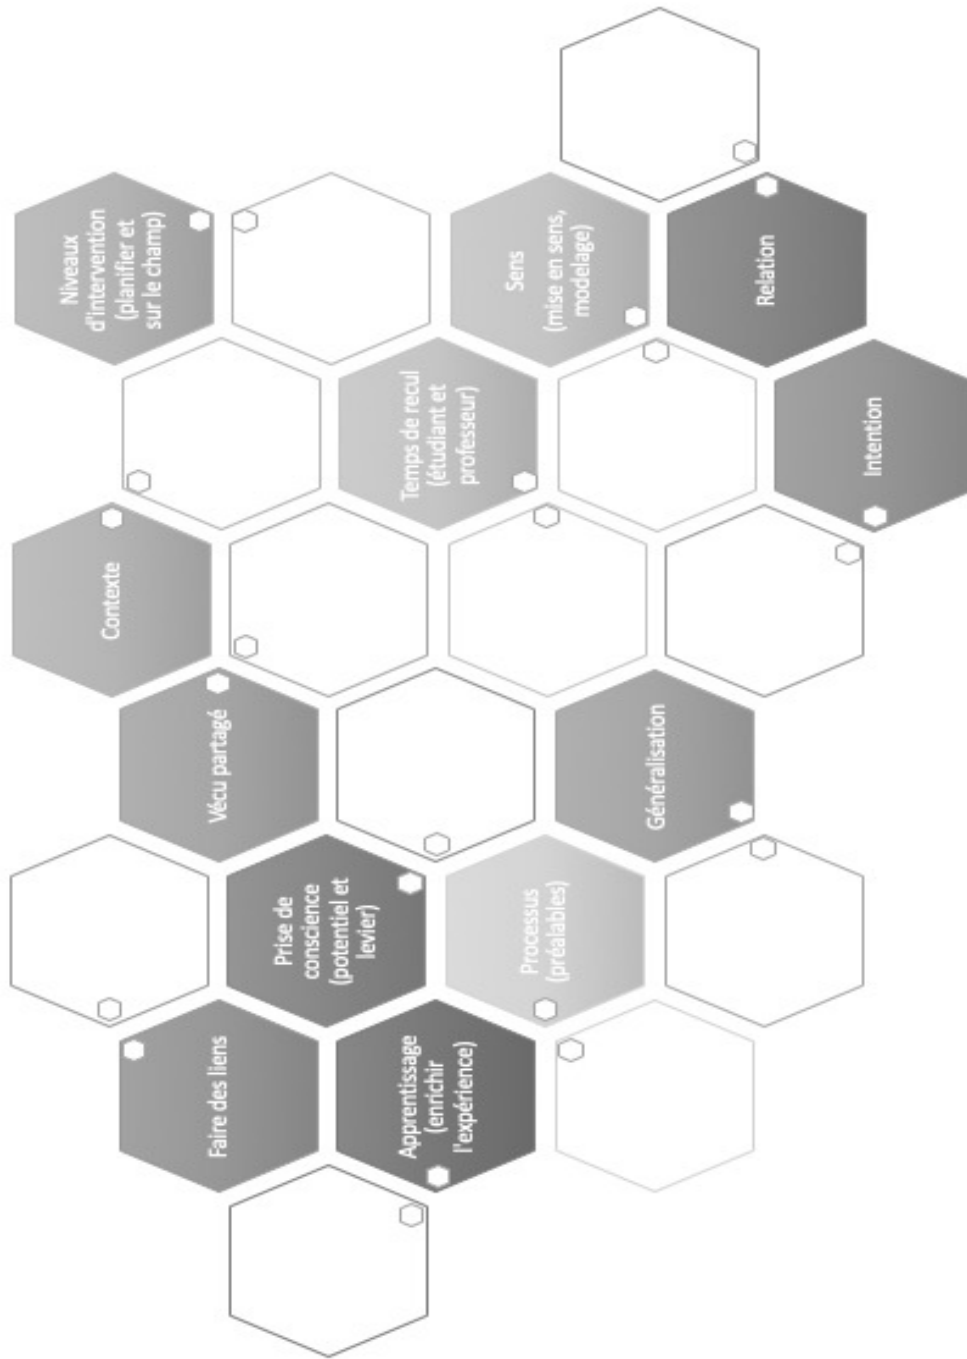 Contexte
Niveaux
d'intervention
(planifier et
sur le champ)
Faire des liens
Vécu partagé
Prise de
conscience
(potentiel et
levier)
Apprentissage
(enrichir
l'expérience)
Temps de recul
(étudiant et
professeur)
Processus
(préalables)
Sens
(mise en sens,
modelage)
Généralisation
Relation
Intention